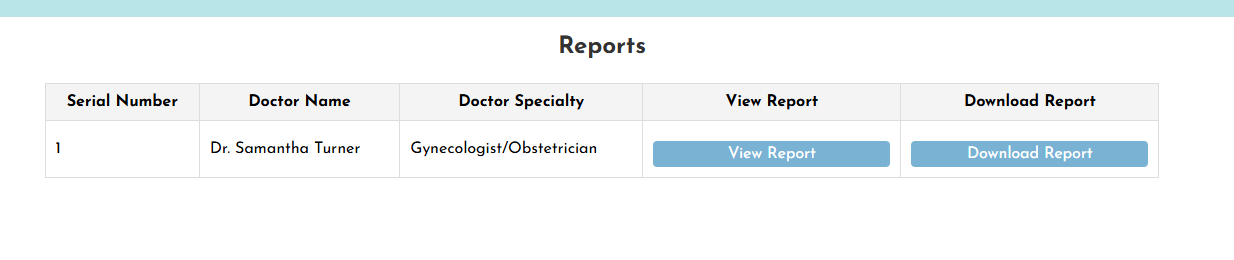 Reports
Serial Number Doctor Name Doctor Specialty View Report Download Report
1 Dr. Samantha Turner Gynecologist/Obstetrician View Report Download Report